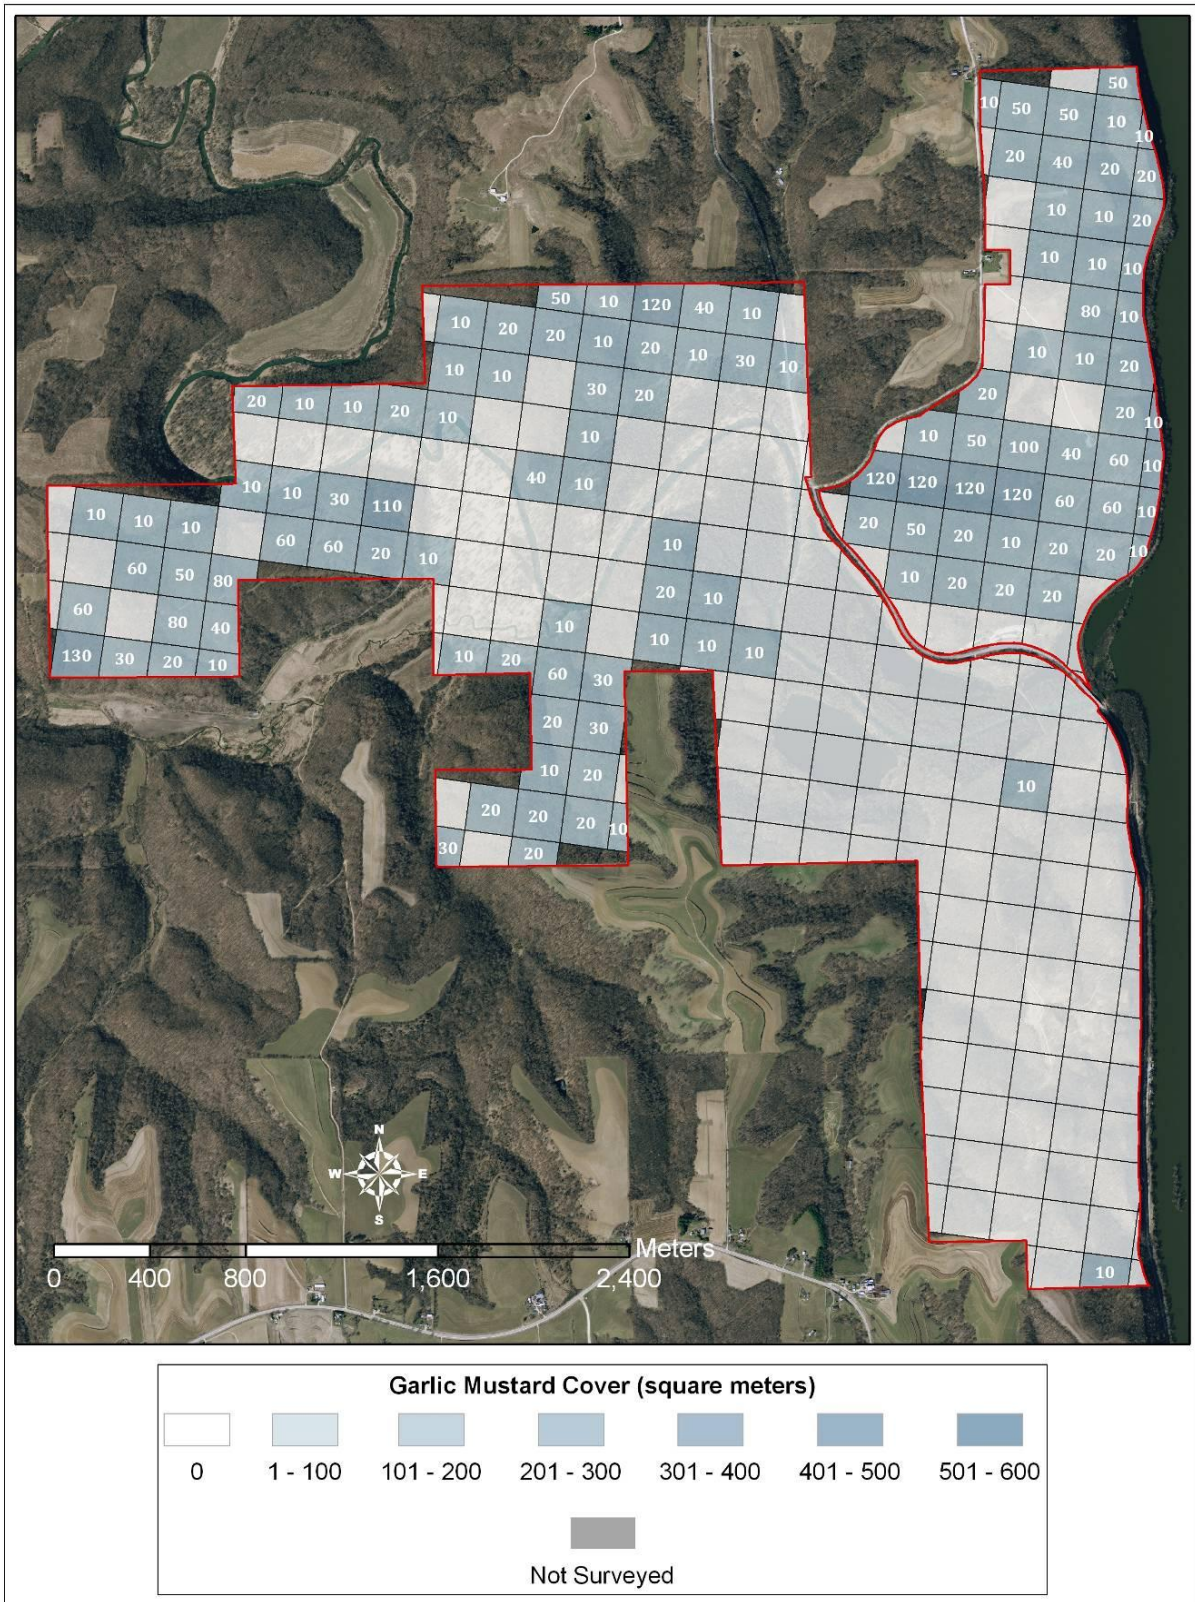 50
10 50 50 10 10
20 40 20 20
10 10 20
10 10 10
50 10 120 40 10 80 10
10 20 20 10 20 10 30 10 10 10 20
10 10 30 20 20 20 10
20 10 10 20 10 10 10 50 100 40 60 10
40 10 120 120 120 120 60 60 10
10 10 30 110 20 50 20 10 20 20 10
10 10 10 60 60 20 10 10 10 20 20 20
60 50 80 20 10
60 80 40 10 10 10 10
130 30 20 10 10 20 60 30
20 30
10 20 10
20 20 20 10
30 20
N
W E
S
Meters
0 400 800 1,600 2,400
10
Garlic Mustard Cover (square meters)
0 1 - 100 101 - 200 201 - 300 301 - 400 401 - 500 501 - 600
Not Surveyed